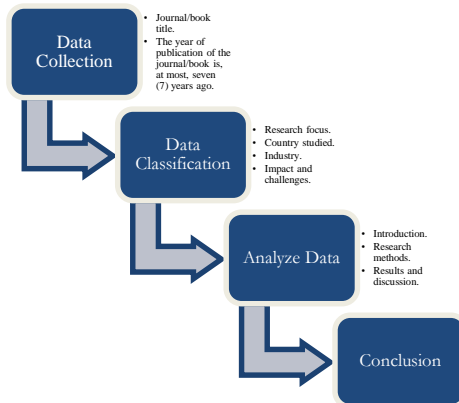 Data
Collection
• Journal/book
title.
• The year of
publication of the
journal/book is,
at most, seven
(7) years ago.
Data
Classification
• Research focus.
• Country studied.
• Industry.
• Impact and
challenges.
Analyze Data
• Introduction.
• Research
methods.
• Results and
discussion.
Conclusion